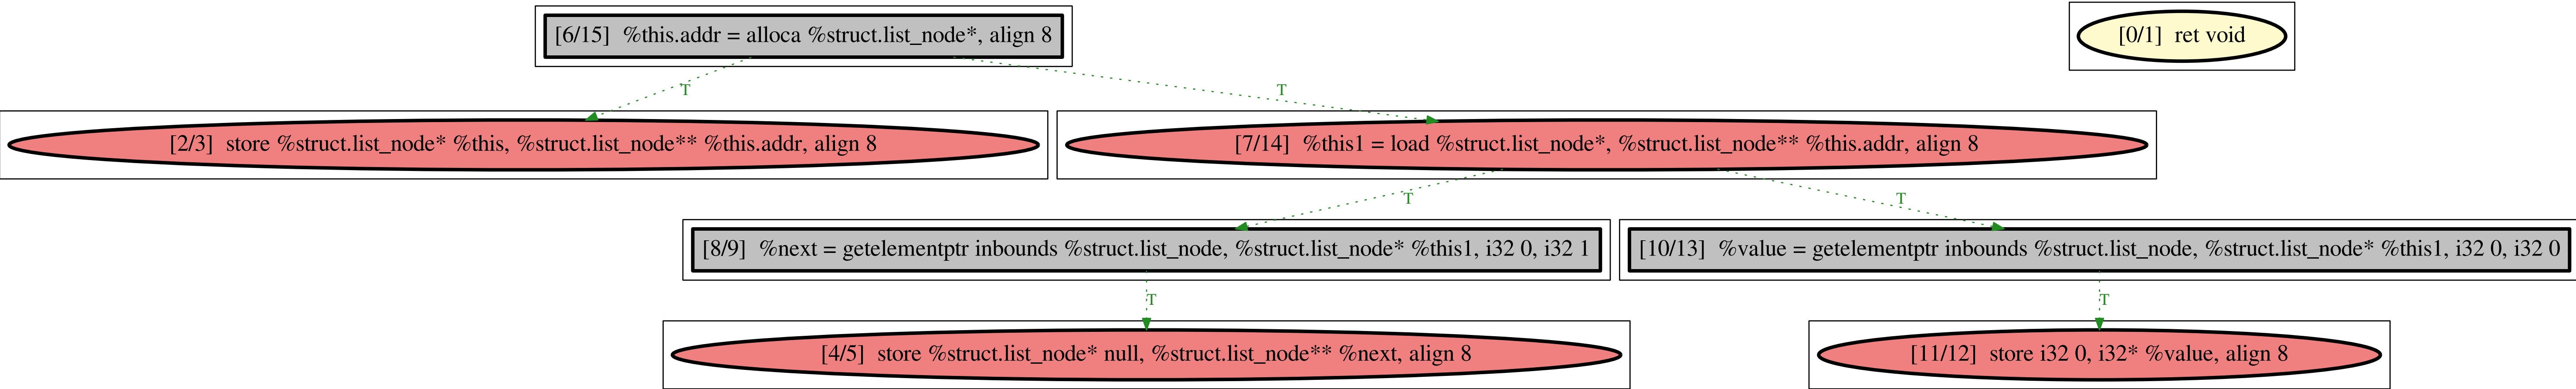 [6/15] %this.addr = alloca %struct.list_node*, align 8
[0/1] ret void
T
T
[2/3] store %struct.list_node* %this, %struct.list_node** %this.addr, align 8
[7/14] %this1 = load %struct.list_node*, %struct.list_node** %this.addr, align 8
T
T
[8/9] %next = getelementptr inbounds %struct.list_node, %struct.list_node* %this1, i32 0, i32 1
[10/13] %value = getelementptr inbounds %struct.list_node, %struct.list_node* %this1, i32 0, i32 0
T
T
[4/5] store %struct.list_node* null, %struct.list_node** %next, align 8
[11/12] store i32 0, i32* %value, align 8